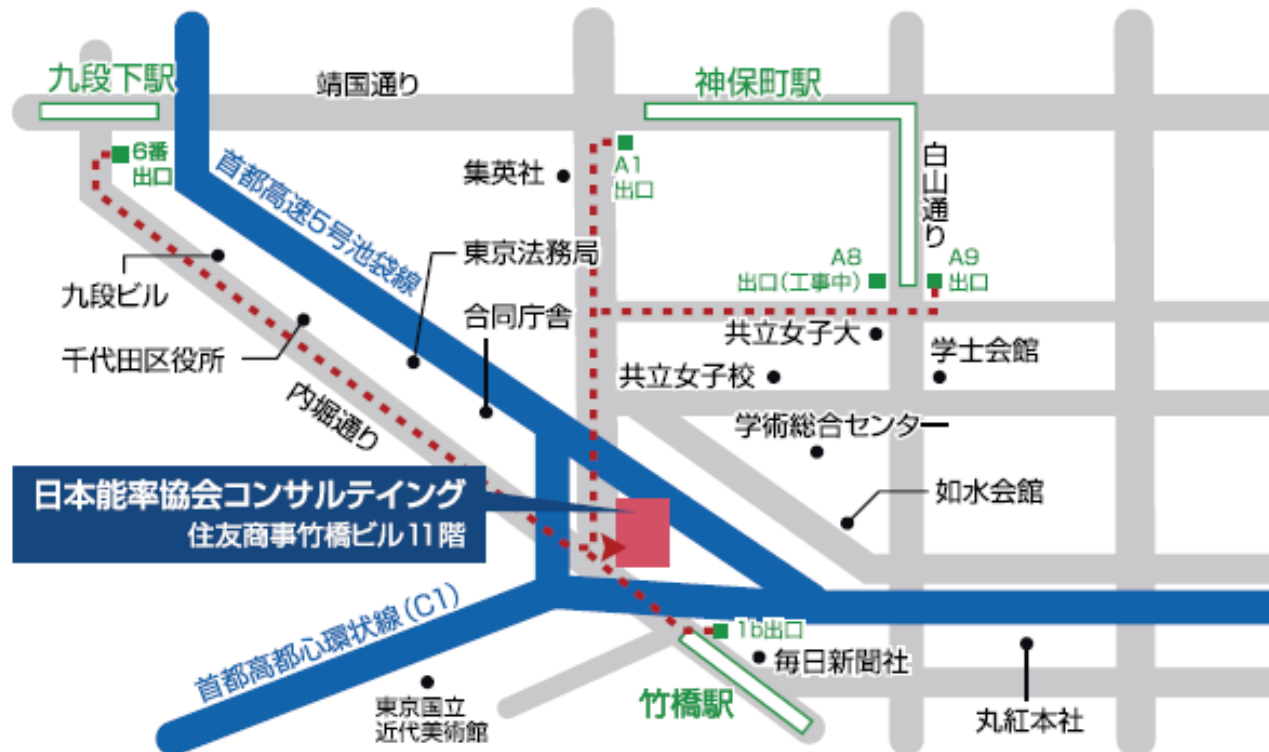 九段下駅
靖国通り
神保町駅
6番
出口
首都高速5号池袋線
集英社
A1
出口
白山通り
東京法務局
A8
出口(工事中)
A9
出口
九段ビル
合同庁舎
千代田区役所
共立女子大
学士会館
共立女子校
内堀通り
学術総合センター
日本能率協会コンサルテイング
住友商事竹橋ビル11階
如水会館
首都高都心環状線(C1)
1b出口
毎日新聞社
東京国立
近代美術館
竹橋駅
丸紅本社